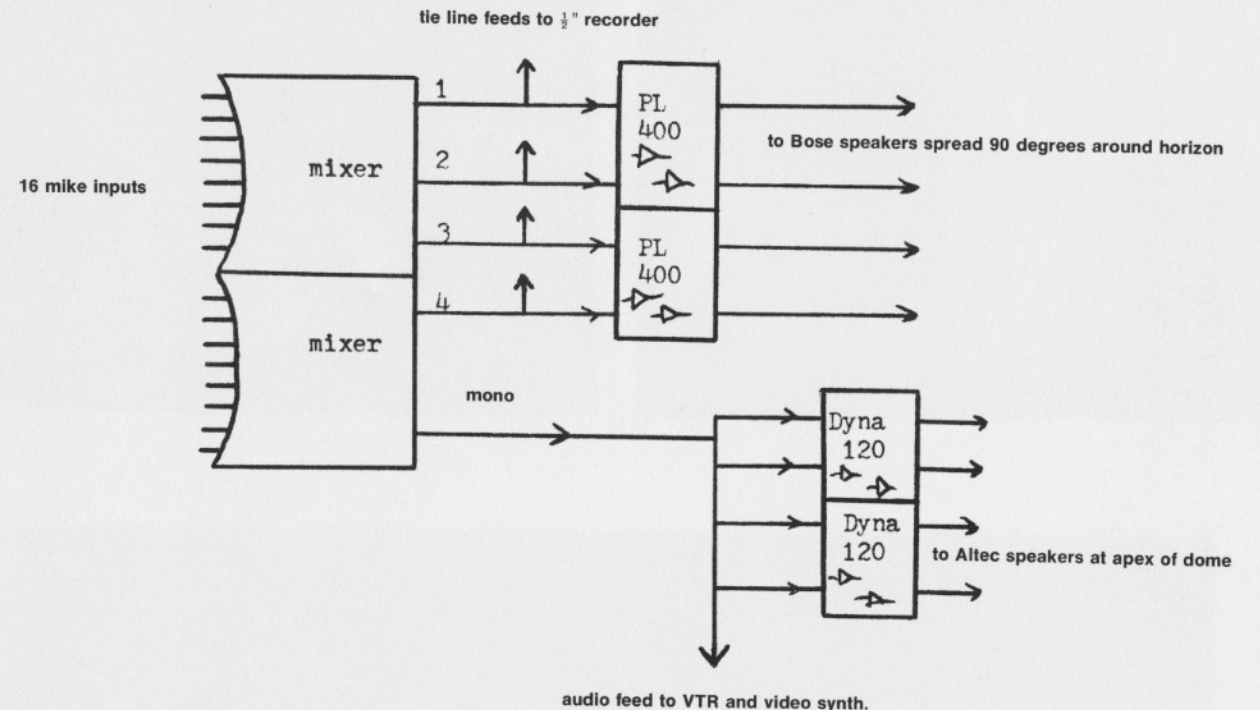 tie line feeds to ½" recorder
16 mike inputs
mixer
mixer
1
2
3
4
mono
PL
400
PL
400
to Bose speakers spread 90 degrees around horizon
Dyna
120
Dyna
120
to Altec speakers at apex of dome
audio feed to VTR and video synth.